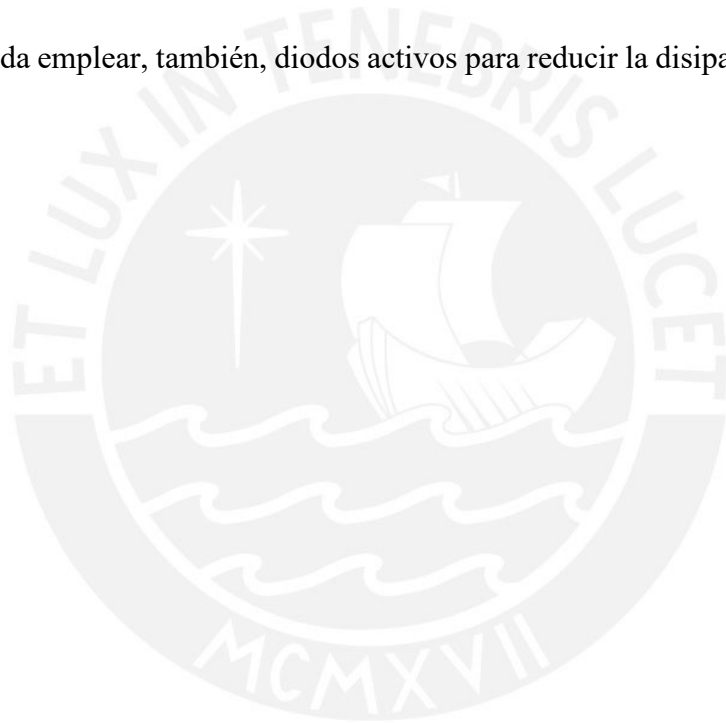 da emplear, también, diodos activos para reducir la disipa
ET LUX IN TENEBRIS LUCET
MCMXVII